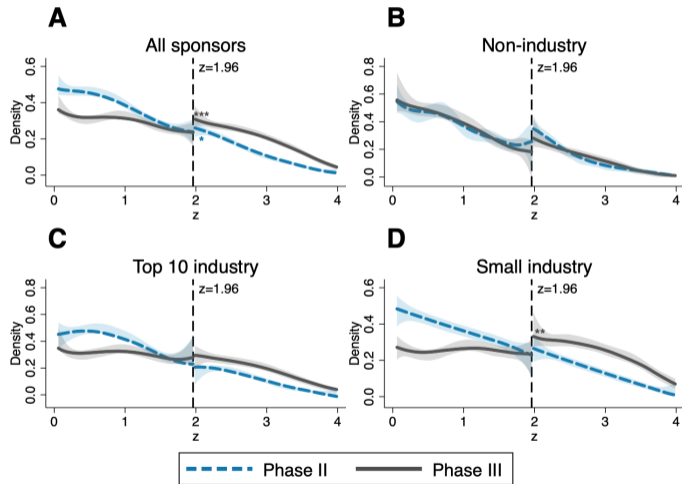 A
All sponsors
z=1.96
Density
0.6
0.4
0.2
0.0
***
*
0
1
2
3
4
z
B
Non-industry
z=1.96
Density
0.8
0.6
0.4
0.2
0.0
0
1
2
3
4
z
C
Top 10 industry
z=1.96
Density
0.8
0.6
0.4
0.2
0.0
0
1
2
3
4
z
D
Small industry
z=1.96
Density
0.6
0.4
0.2
0.0
**
0
1
2
3
4
z
Phase II
Phase III